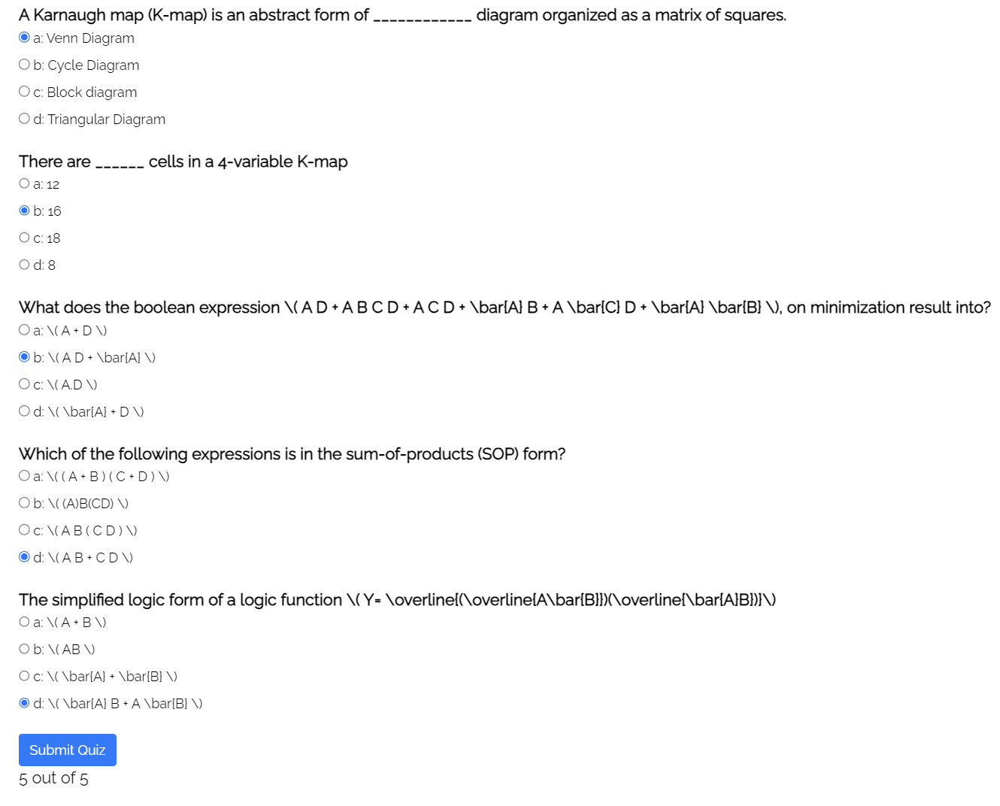 A Karnaugh map (K-map) is an abstract form of ____________ diagram organized as a matrix of squares.
a: Venn Diagram
b: Cycle Diagram
c: Block diagram
d: Triangular Diagram
There are ______ cells in a 4-variable K-map
a: 12
b: 16
c: 18
d: 8
What does the boolean expression \( A D + A B C D + A C D + \bar{A} B + A \bar{C} D + \bar{A} \bar{B} \), on minimization result into?
a: \( A + D \)
b: \( A D + \bar{A} \)
c: \( A.D \)
d: \( \bar{A} + D \)
Which of the following expressions is in the sum-of-products (SOP) form?
a: \( ( A + B ) ( C + D ) \)
b: \( (A)B(CD) \)
c: \( A B ( C D ) \)
d: \( A B + C D \)
The simplified logic form of a logic function \( Y= \overline{(\overline{A\bar{B}})(\overline{\bar{A}B})}\)
a: \( A + B \)
b: \( AB \)
c: \( \bar{A} + \bar{B} \)
d: \( \bar{A} B + A \bar{B} \)
Submit Quiz
5 out of 5